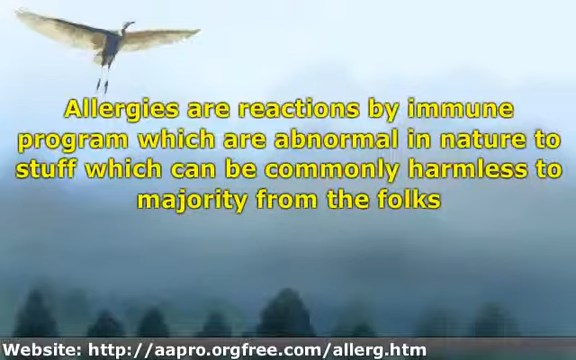 Allergies are reactions by immune
program which are abnormal in nature to
stuff which can be commonly harmless to
majority from the folks
Website: http://aapro.orgfree.com/allerg.htm